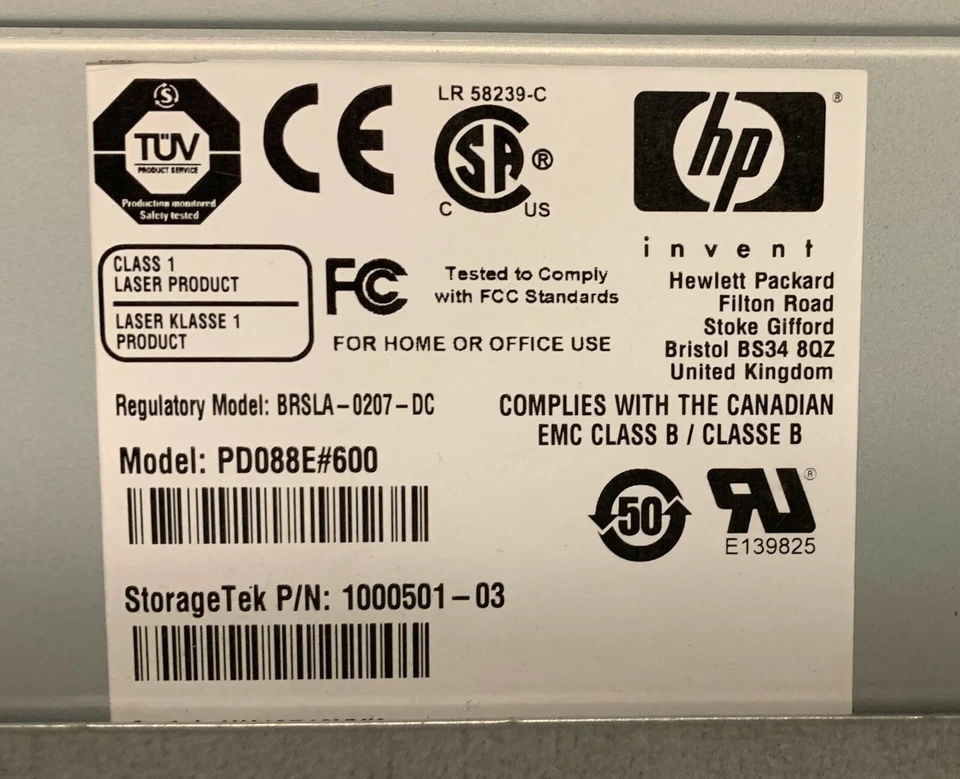 TÜV
PRODUCT SERVICE
Production monitored
Safety tested
CE
LR 58239-C
SA ®
C US
hp ®
invent
Hewlett Packard
Filton Road
Stoke Gifford
Bristol BS34 8QZ
United Kingdom
CLASS 1
LASER PRODUCT
LASER KLASSE 1
PRODUCT
FC
Tested to Comply
with FCC Standards
FOR HOME OR OFFICE USE
Regulatory Model: BRSLA-0207-DC
COMPLIES WITH THE CANADIAN
EMC CLASS B / CLASSE B
Model: PD088E#600
50
RU ®
E139825
StorageTek P/N: 1000501-03